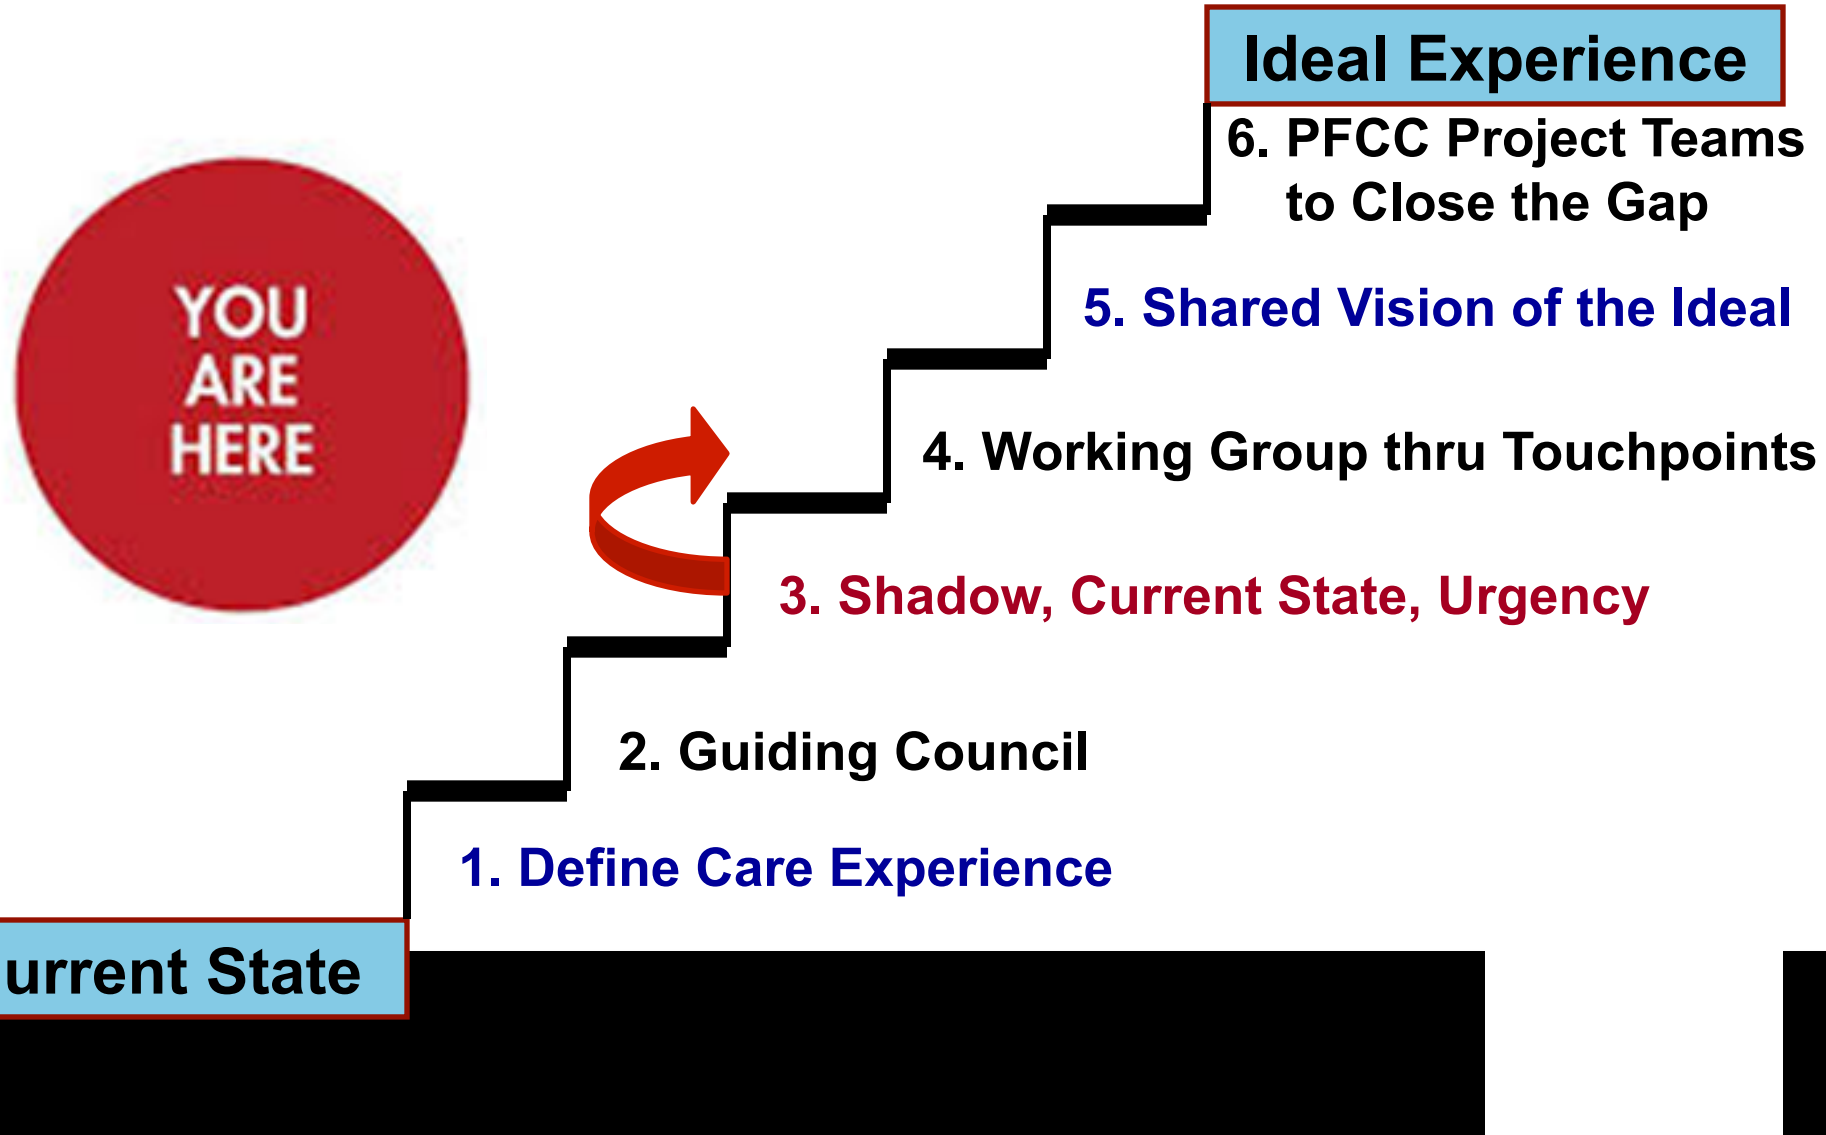 Ideal Experience
6. PFCC Project Teams
to Close the Gap
YOU
ARE
HERE
5. Shared Vision of the Ideal
4. Working Group thru Touchpoints
3. Shadow, Current State, Urgency
2. Guiding Council
1. Define Care Experience
urrent State